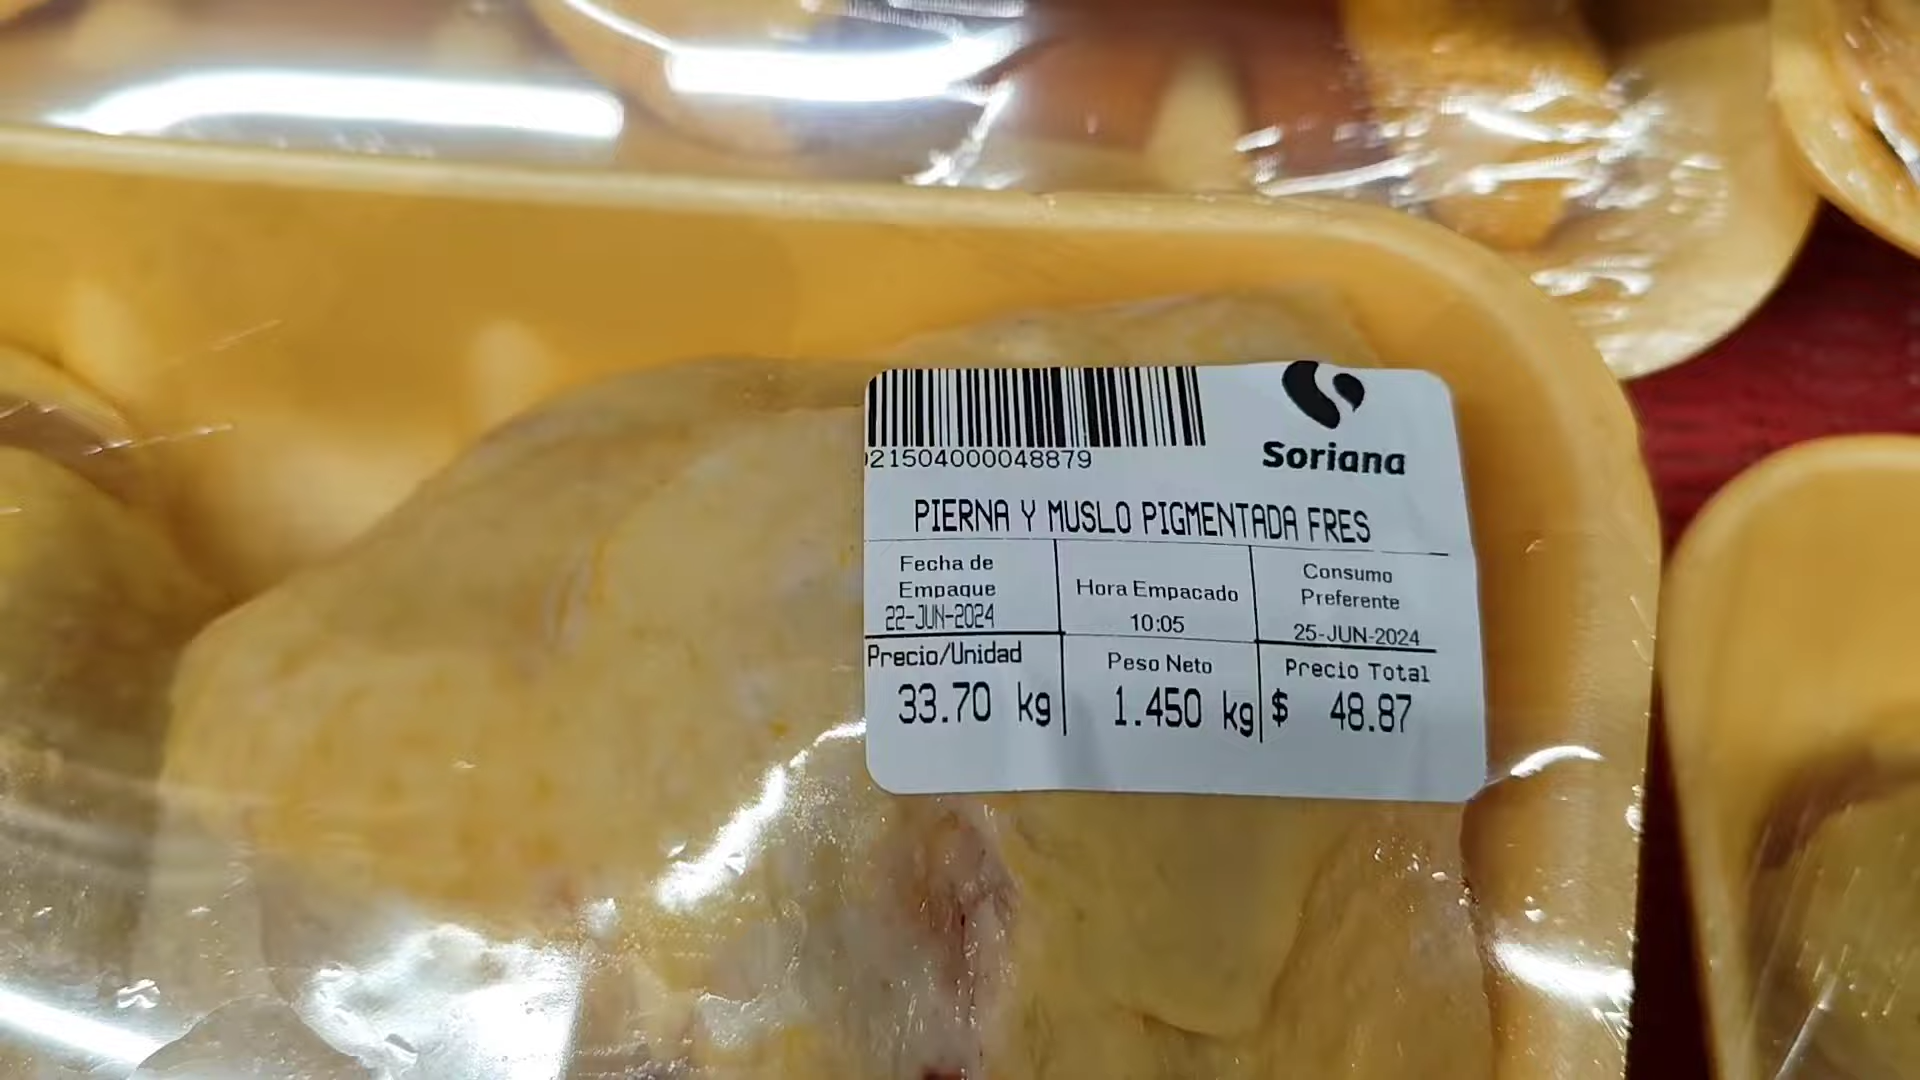 Soriana
021504000048879
PIERNA Y MUSLO PIGMENTADA FRES
Fecha de
Empaque
22-JUN-2024
Hora Empacado
10:05
Consumo
Preferente
25-JUN-2024
Precio/Unidad
33.70 kg
Peso Neto
1.450 kg
Precio Total
$ 48.87